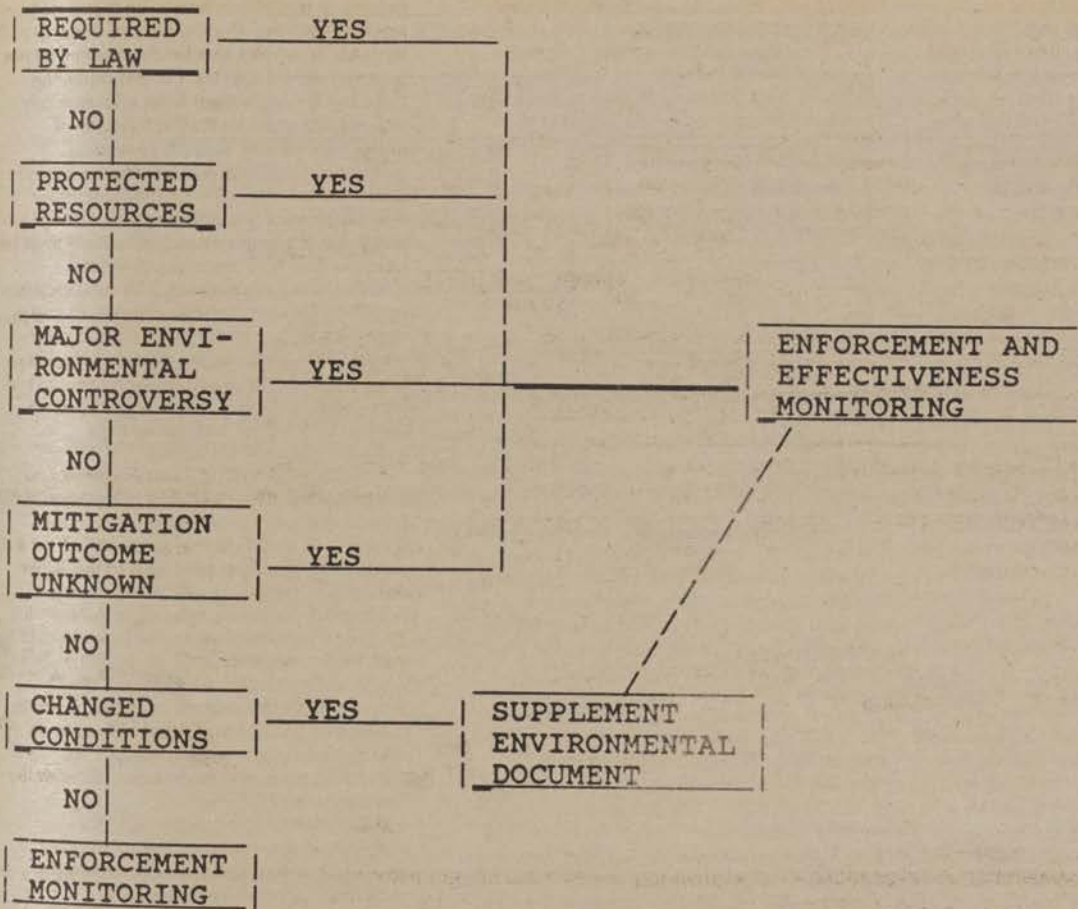 REQUIRED YES
BY LAW
NO
PROTECTED YES
RESOURCES
NO
MAJOR ENVI-
RONMENTAL YES
CONTROVERSY
ENFORCEMENT AND
EFFECTIVENESS
MONITORING
NO
MITIGATION
OUTCOME YES
UNKNOWN
NO
CHANGED YES
CONDITIONS
SUPPLEMENT
ENVIRONMENTAL
DOCUMENT
NO
ENFORCEMENT
MONITORING